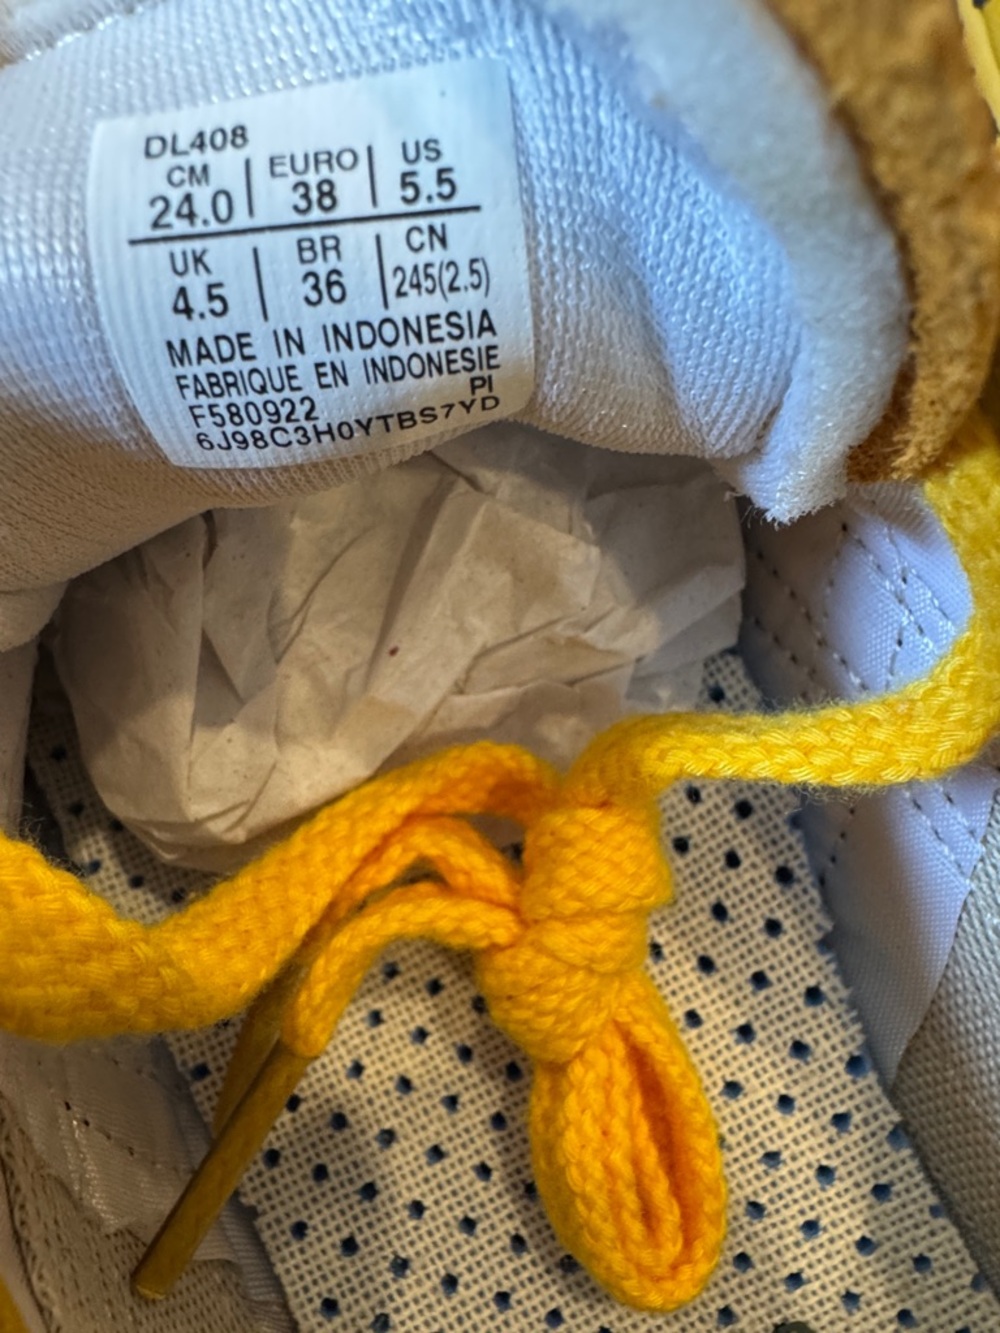 DL408
CM EURO US
24.0 38 5.5
UK BR CN
4.5 36 245(2.5)
MADE IN INDONESIA
FABRIQUE EN INDONESIE
F580922 PI
6J98C3H0YTBS7YD